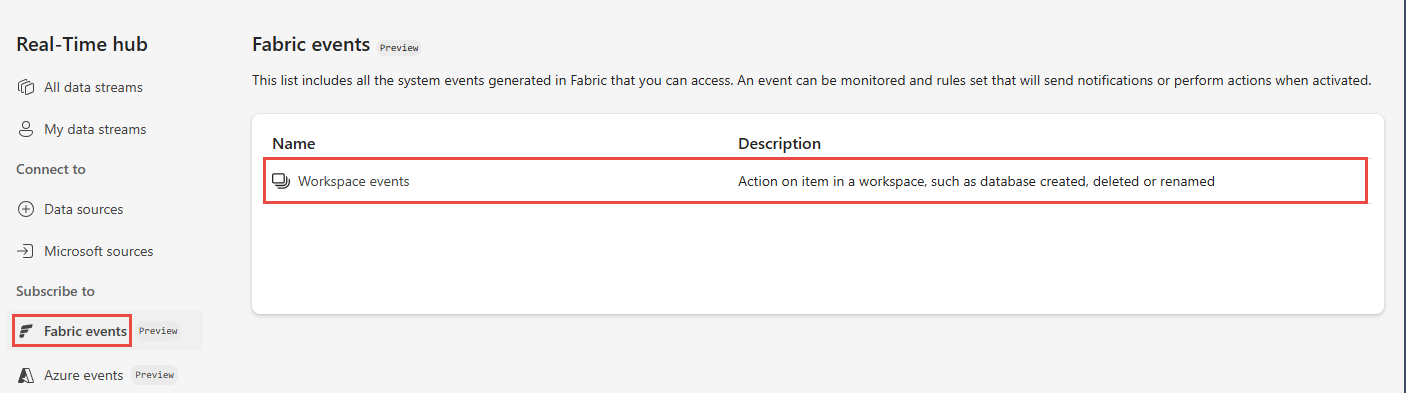 Real-Time hub
All data streams
My data streams
Connect to
Data sources
Microsoft sources
Subscribe to
Fabric events Preview
Azure events Preview
Fabric events Preview
This list includes all the system events generated in Fabric that you can access. An event can be monitored and rules set that will send notifications or perform actions when activated.
Name Description
Workspace events Action on item in a workspace, such as database created, deleted or renamed